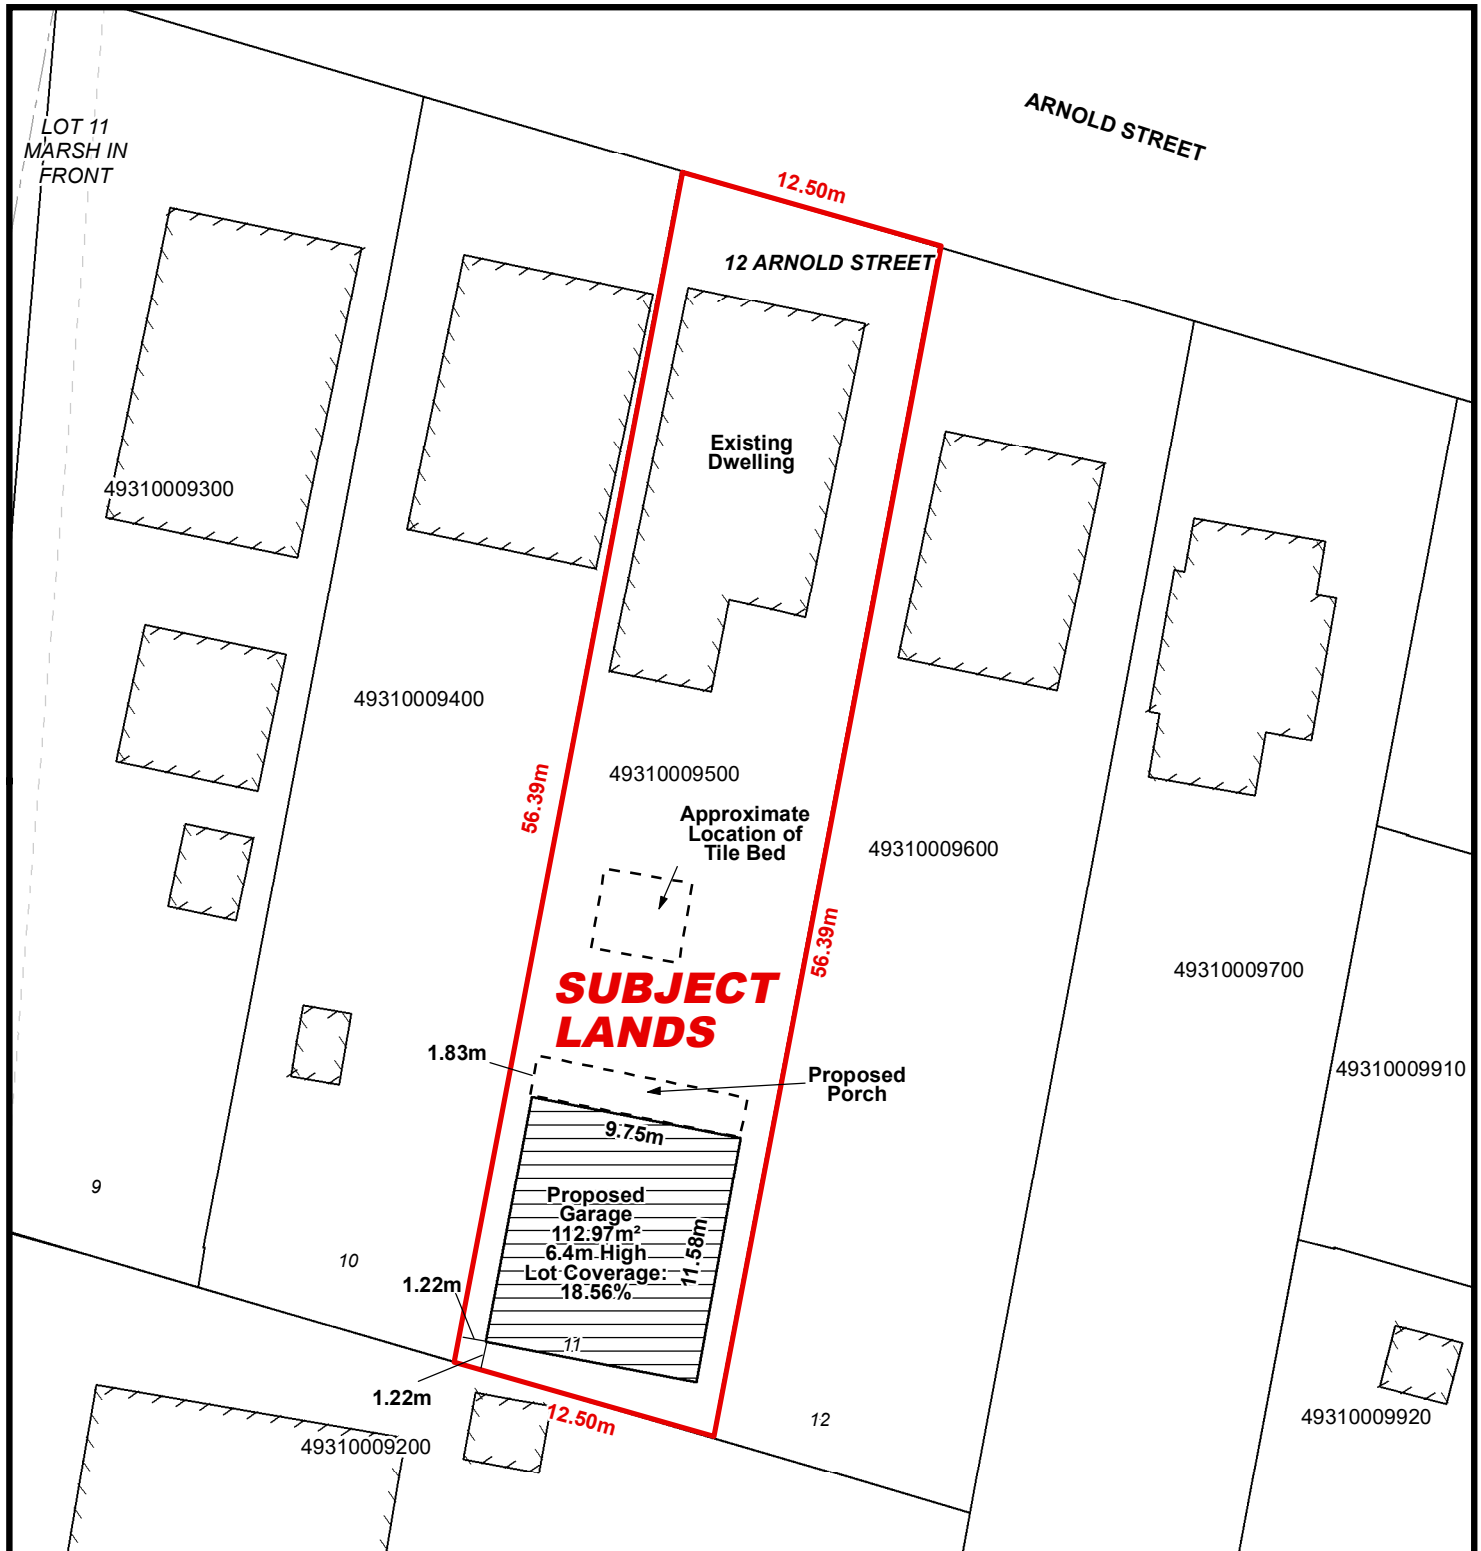 ARNOLD STREET
LOT 11
MARSH IN
FRONT
12.50m
12 ARNOLD STREET
Existing
Dwelling
49310009300
49310009400
49310009500
56.39m
Approximate
Location of
Tile Bed
49310009600
56.39m
49310009700
SUBJECT
LANDS
1.83m
Proposed
Porch
49310009910
9.75m
9
Proposed
Garage
112.97m²
6.4m High
Lot Coverage:
18.56%
11.58m
10
1.22m
11
1.22m
12.50m
12
49310009920
49310009200